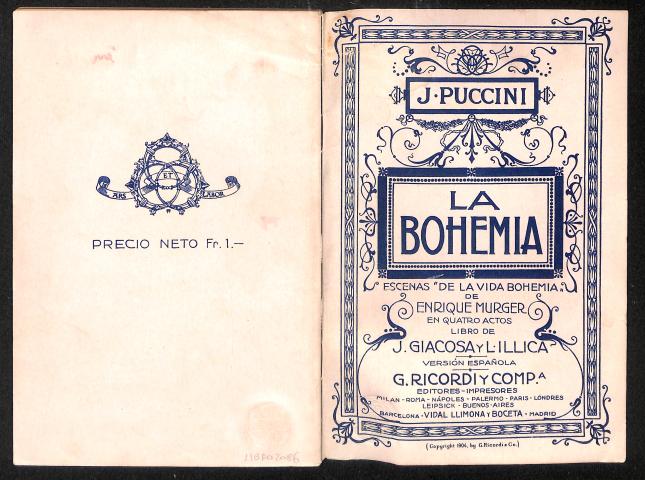 ARS ET LABOR
PRECIO NETO Fr. 1.—
J. PUCCINI
LA
BOHEMIA
ESCENAS "DE LA VIDA BOHEMIA"
DE
ENRIQUE MURGER
EN QUATRO ACTOS
LIBRO DE
J. GIACOSA Y L. ILLICA
VERSIÓN ESPAÑOLA
G. RICORDI Y COMP.A
EDITORES - IMPRESORES
MILAN - ROMA - NÁPOLES - PALERMO - PARIS - LONDRES
LEIPSICK - BUENOS-AIRES
BARCELONA - VIDAL LLIMONA Y BOCETA - MADRID
(Copyright 1904, by G. Ricordi & Co.)